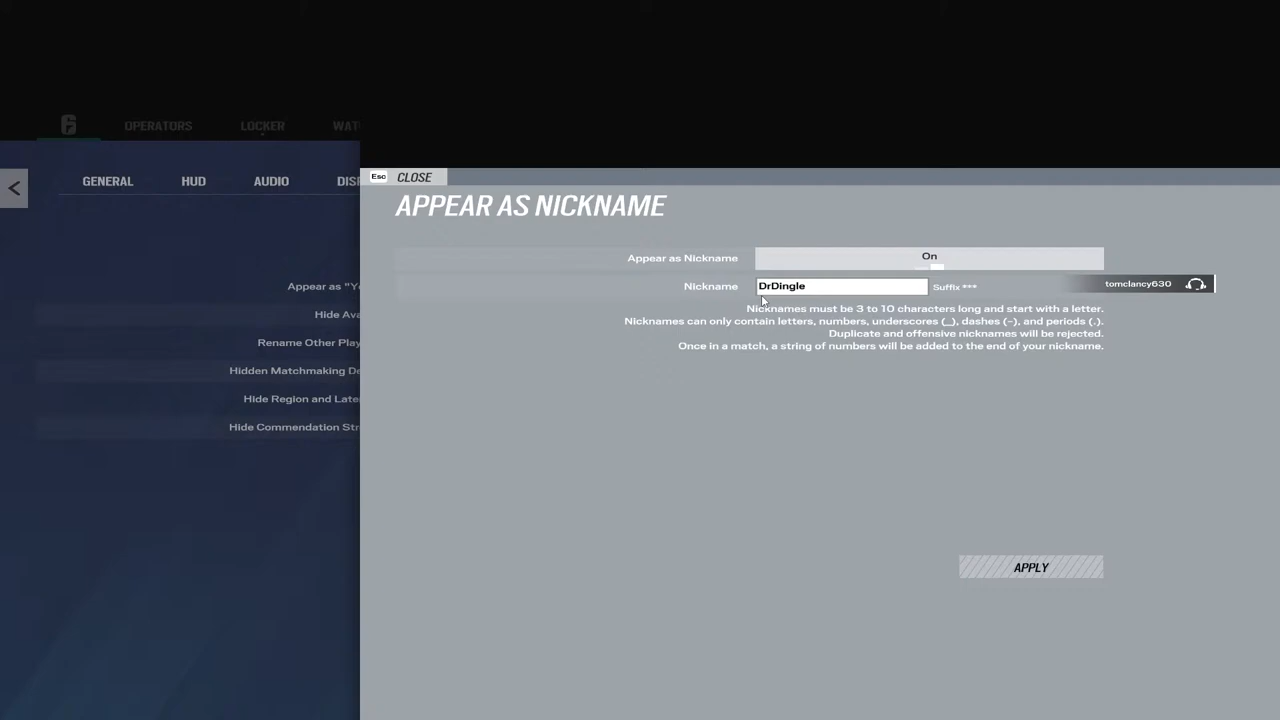 OPERATORS
LOCKER
GENERAL
HUD
AUDIO
Esc CLOSE
APPEAR AS NICKNAME
Appear as Nickname On
Nickname DrDingle Suffix *** tomclancy630
Nicknames must be 3 to 10 characters long and start with a letter.
Nicknames can only contain letters, numbers, underscores (_), dashes (-), and periods (.).
Duplicate and offensive nicknames will be rejected.
Once in a match, a string of numbers will be added to the end of your nickname.
Appear as "Yo
Hide Ava
Rename Other Play
Hidden Matchmaking De
Hide Region and Late
Hide Commendation Str
APPLY